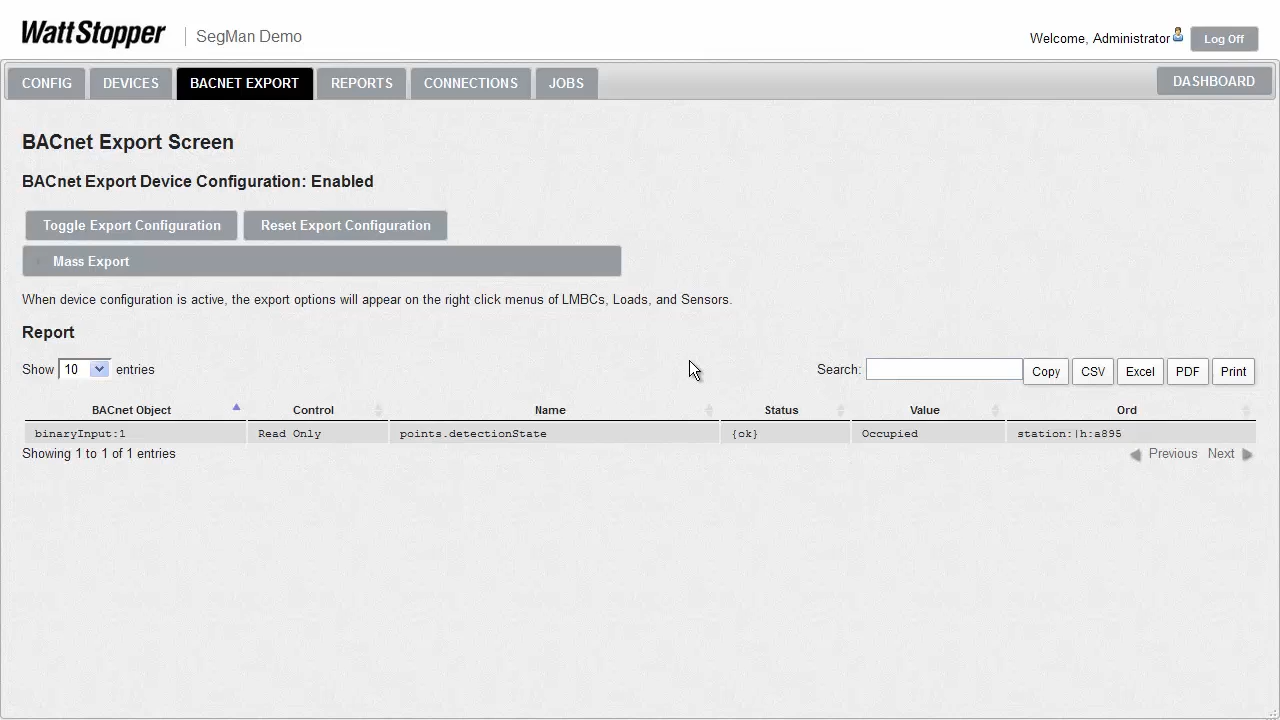 WattStopper
SegMan Demo
Welcome, Administrator
Log Off
CONFIG DEVICES BACNET EXPORT REPORTS CONNECTIONS JOBS DASHBOARD
BACnet Export Screen
BACnet Export Device Configuration: Enabled
Toggle Export Configuration Reset Export Configuration
Mass Export
When device configuration is active, the export options will appear on the right click menus of LMBCs, Loads, and Sensors.
Report
Show 10 entries Search: Copy CSV Excel PDF Print
BACnet Object Control Name Status Value Ord
binaryInput:1 Read Only points.detectionState {ok} Occupied station:|h:a895
Showing 1 to 1 of 1 entries Previous Next